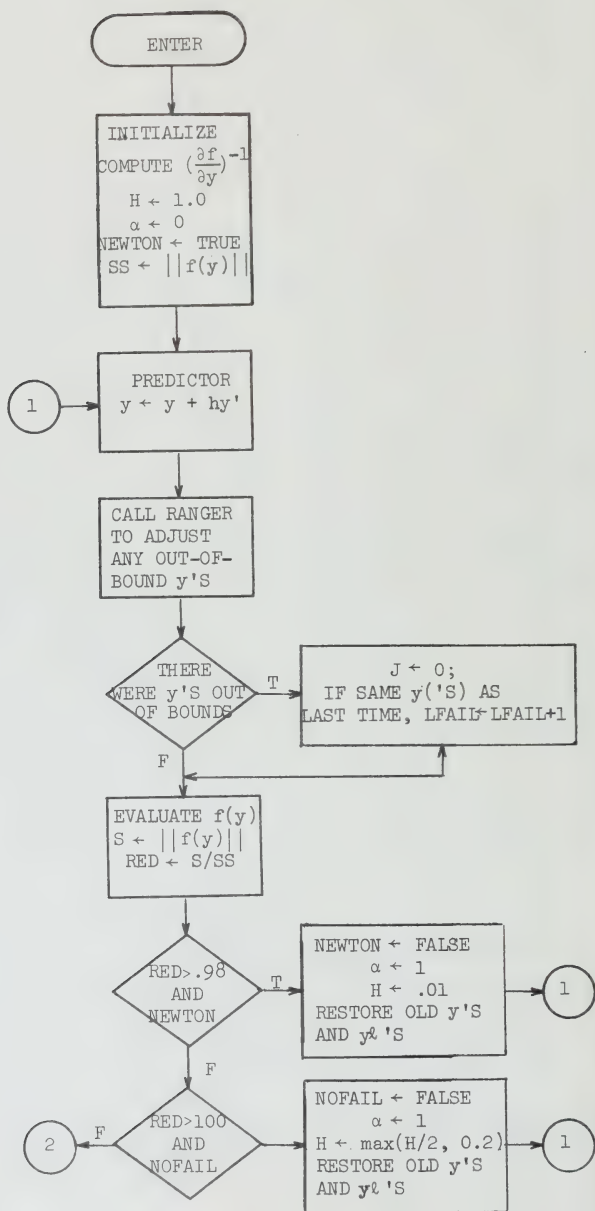 ENTER
INITIALIZE
COMPUTE (∂f/∂y)^-1
H ← 1.0
α ← 0
NEWTON ← TRUE
SS ← ||f(y)||
1
PREDICTOR
y ← y + hy'
CALL RANGER
TO ADJUST
ANY OUT-OF-
BOUND y'S
THERE
WERE y'S OUT
OF BOUNDS
T
F
J ← 0;
IF SAME y('S) AS
LAST TIME, LFAIL←LFAIL+1
EVALUATE f(y)
S ← ||f(y)||
RED ← S/SS
RED>.98
AND
NEWTON
T
F
NEWTON ← FALSE
α ← 1
H ← .01
RESTORE OLD y'S
AND yℓ'S
1
2
F
RED>100
AND
NOFAIL
NOFAIL ← FALSE
α ← 1
H ← max(H/2, 0.2)
RESTORE OLD y'S
AND yℓ'S
1